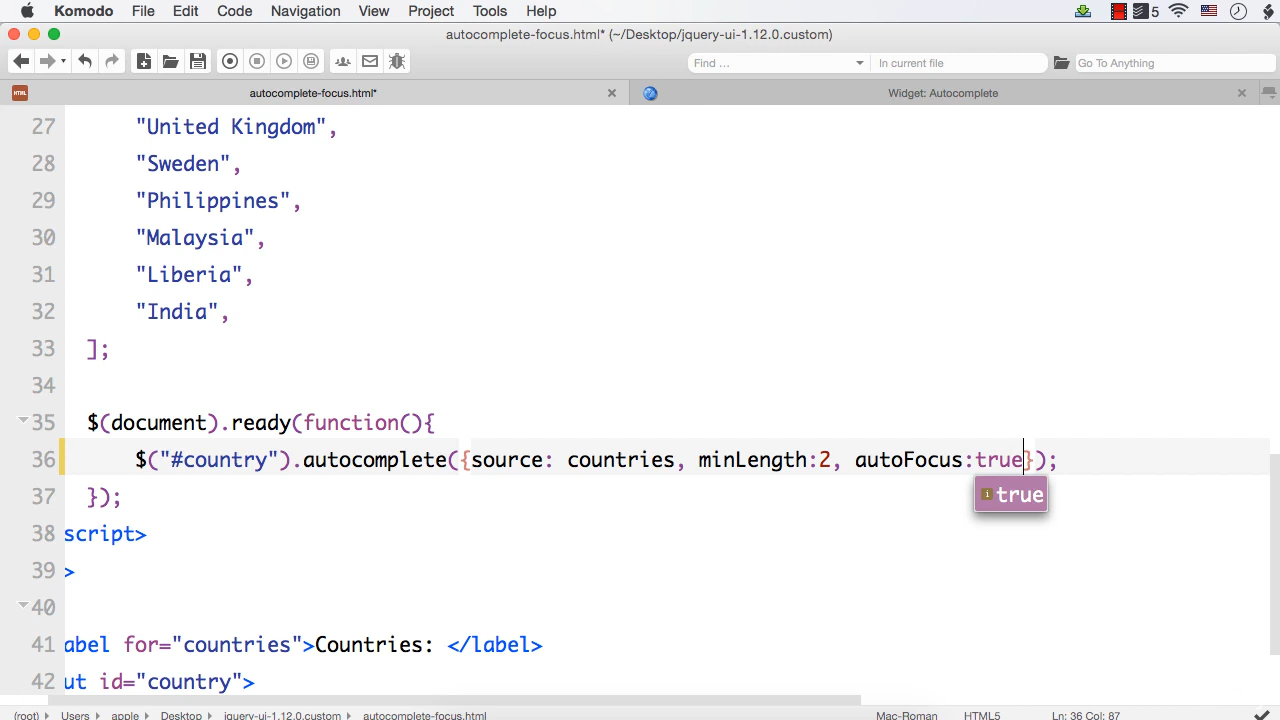 Komodo File Edit Code Navigation View Project Tools Help 5
autocomplete-focus.html* (~/Desktop/jquery-ui-1.12.0.custom)
Find ... In current file Go To Anything
HTML autocomplete-focus.html* Widget: Autocomplete
27 "United Kingdom",
28 "Sweden",
29 "Philippines",
30 "Malaysia",
31 "Liberia",
32 "India",
33 ];
34
35 $(document).ready(function(){
36 $("#country").autocomplete({source: countries, minLength:2, autoFocus:true});
i true
37 });
38 script>
39 >
40
41 abel for="countries">Countries: </label>
42 ut id="country">
(root) Users apple Desktop jquery-ui-1.12.0.custom autocomplete-focus.html Mac-Roman HTML5 Ln: 36 Col: 87